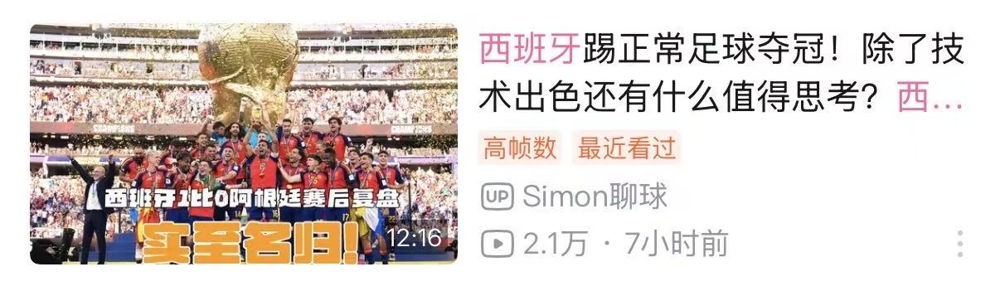 CHAMPIONS
CHAMPIONS
西班牙1比0阿根廷赛后复盘
实至名归!
12:16
西班牙踢正常足球夺冠!除了技
术出色还有什么值得思考?西...
高帧数 最近看过
UP Simon聊球
2.1万 · 7小时前